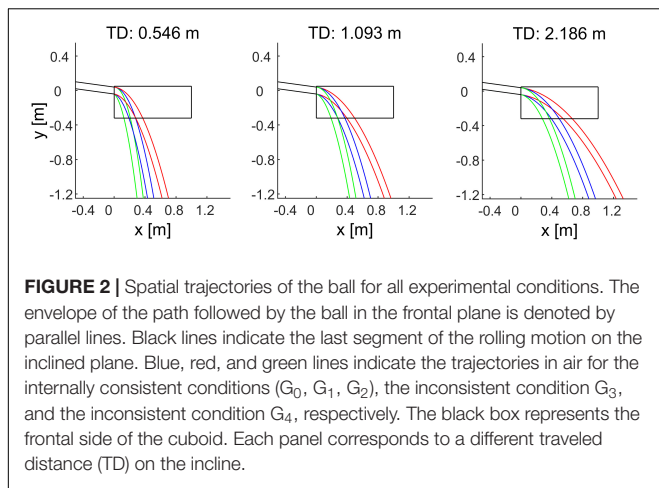 TD: 0.546 m TD: 1.093 m TD: 2.186 m
0.4
0
-0.4
-0.8
-1.2
y [m]
-0.4 0 0.4 0.8 1.2
x [m]
0.4
0
-0.4
-0.8
-1.2
-0.4 0 0.4 0.8 1.2
x [m]
0.4
0
-0.4
-0.8
-1.2
-0.4 0 0.4 0.8 1.2
x [m]
FIGURE 2 | Spatial trajectories of the ball for all experimental conditions. The
envelope of the path followed by the ball in the frontal plane is denoted by
parallel lines. Black lines indicate the last segment of the rolling motion on the
inclined plane. Blue, red, and green lines indicate the trajectories in air for the
internally consistent conditions (G₀, G₁, G₂), the inconsistent condition G₃,
and the inconsistent condition G₄, respectively. The black box represents the
frontal side of the cuboid. Each panel corresponds to a different traveled
distance (TD) on the incline.